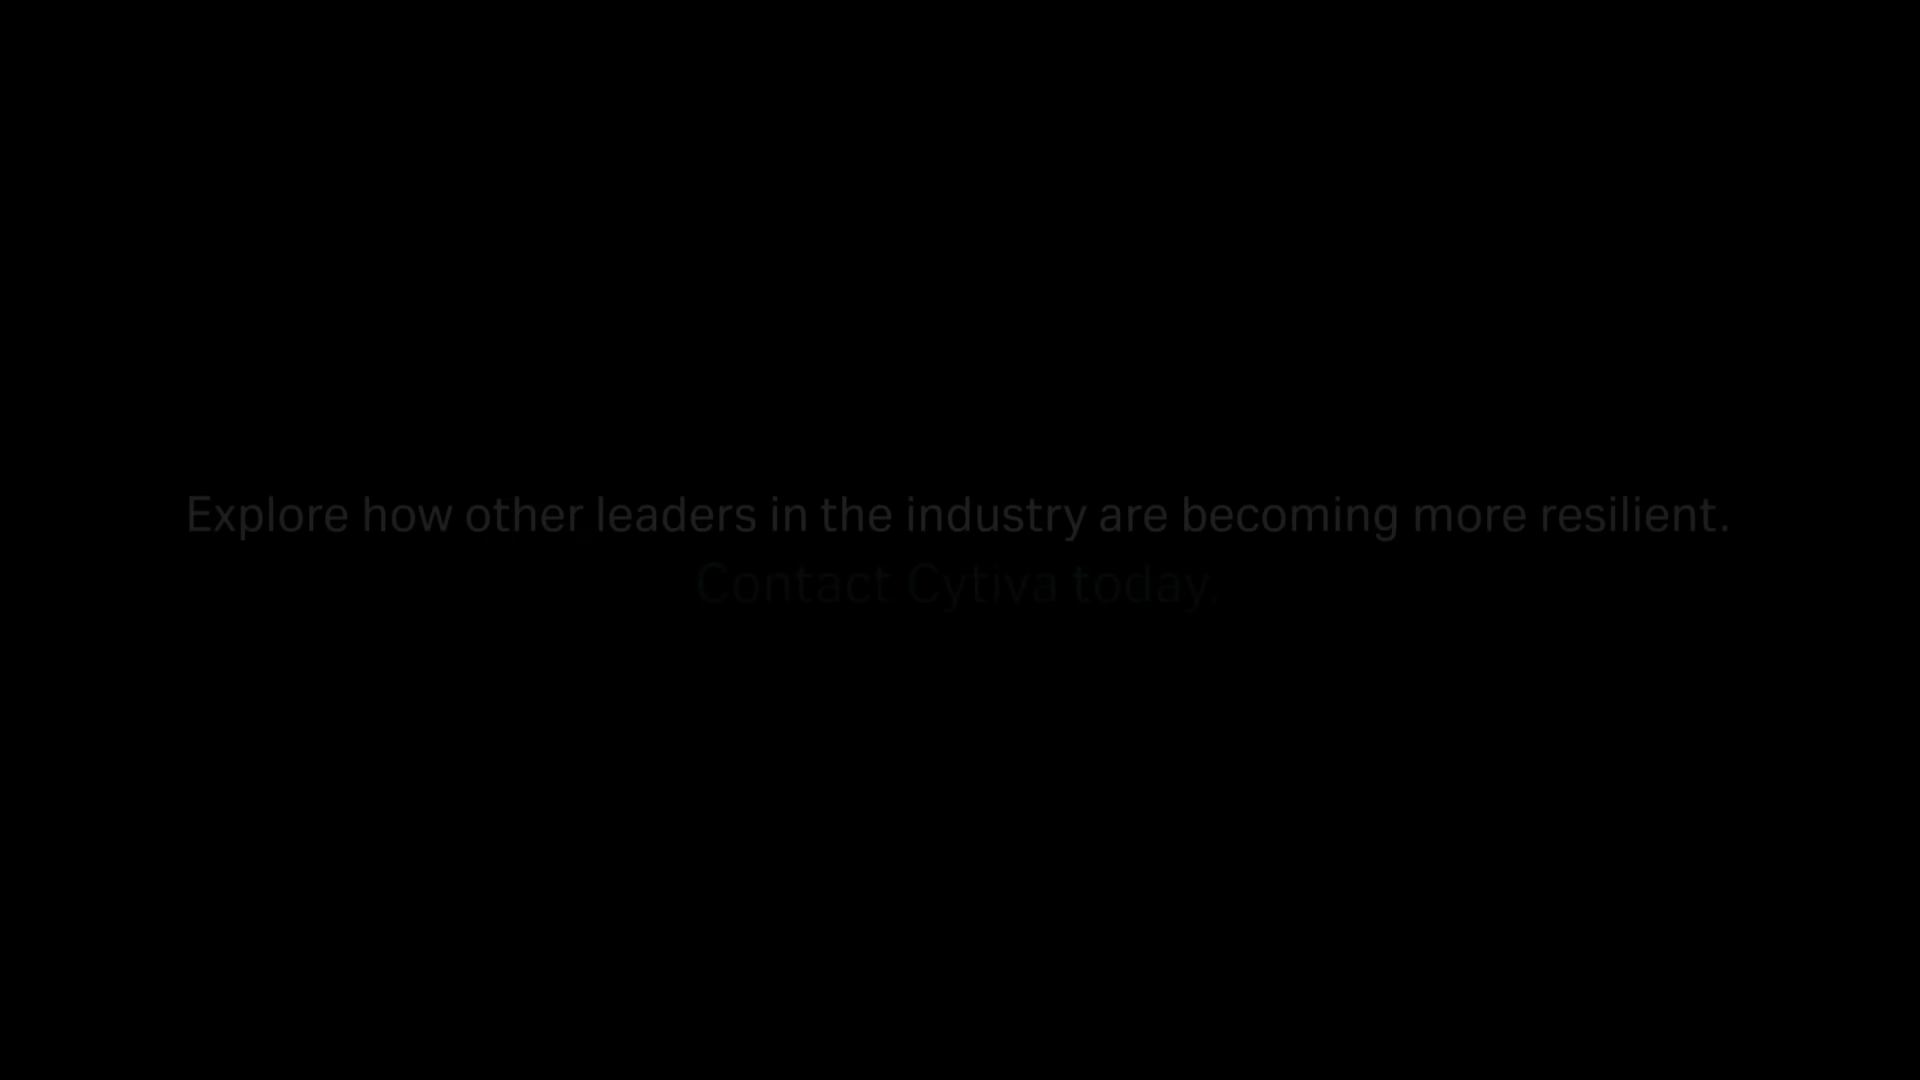 Explore how other leaders in the industry are becoming more resilient.
Contact Cytiva today.